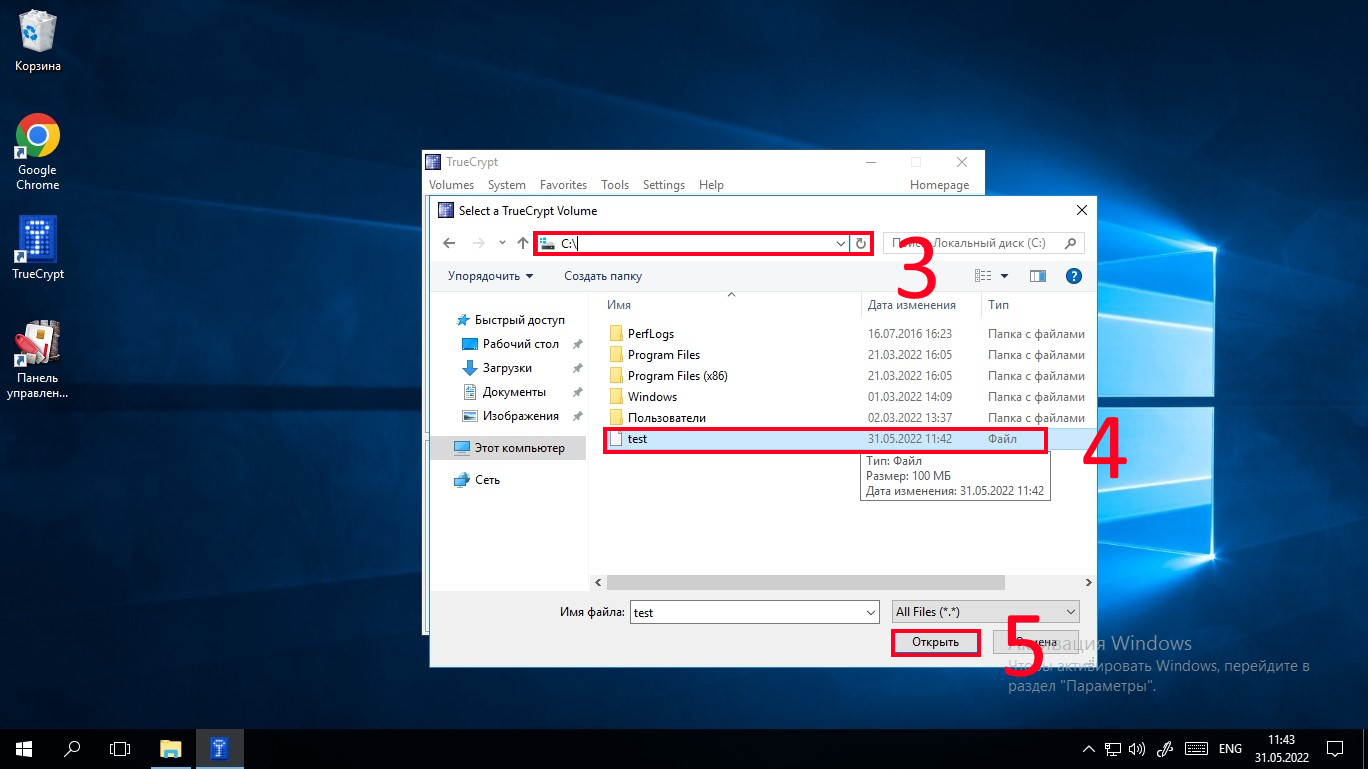 Корзина
Google
Chrome
TrueCrypt
Панель
управлен...
TrueCrypt
Volumes System Favorites Tools Settings Help Homepage
Select a TrueCrypt Volume
C:\
Локальный диск (C:)
3
Упорядочить Создать папку
Имя Дата изменения Тип
Быстрый доступ
Рабочий стол
Загрузки
Документы
Изображения
Этот компьютер
Сеть
PerfLogs 16.07.2016 16:23 Папка с файлами
Program Files 21.03.2022 16:05 Папка с файлами
Program Files (x86) 21.03.2022 16:05 Папка с файлами
Windows 01.03.2022 14:09 Папка с файлами
Пользователи 02.03.2022 13:37 Папка с файлами
test 31.05.2022 11:42 Файл
4
Тип: Файл
Размер: 100 МБ
Дата изменения: 31.05.2022 11:42
Имя файла: test All Files (*.*)
Открыть
5
Windows
активировать Windows, перейдите в
раздел "Параметры".
ENG
11:43
31.05.2022